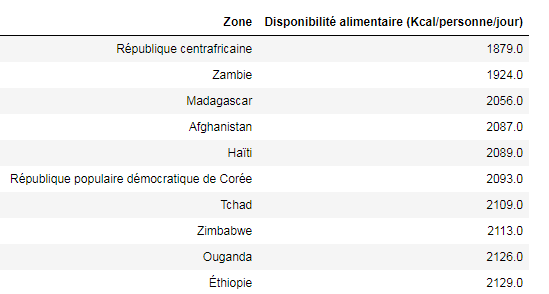 Zone Disponibilité alimentaire (Kcal/personne/jour)
République centrafricaine 1879.0
Zambie 1924.0
Madagascar 2056.0
Afghanistan 2087.0
Haïti 2089.0
République populaire démocratique de Corée 2093.0
Tchad 2109.0
Zimbabwe 2113.0
Ouganda 2126.0
Éthiopie 2129.0